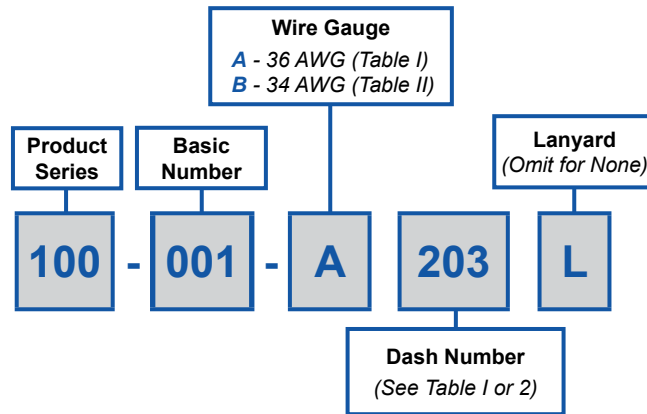 Wire Gauge
A - 36 AWG (Table I)
B - 34 AWG (Table II)
Product
Series
Basic
Number
Lanyard
(Omit for None)
100 - 001 - A 203 L
Dash Number
(See Table I or 2)